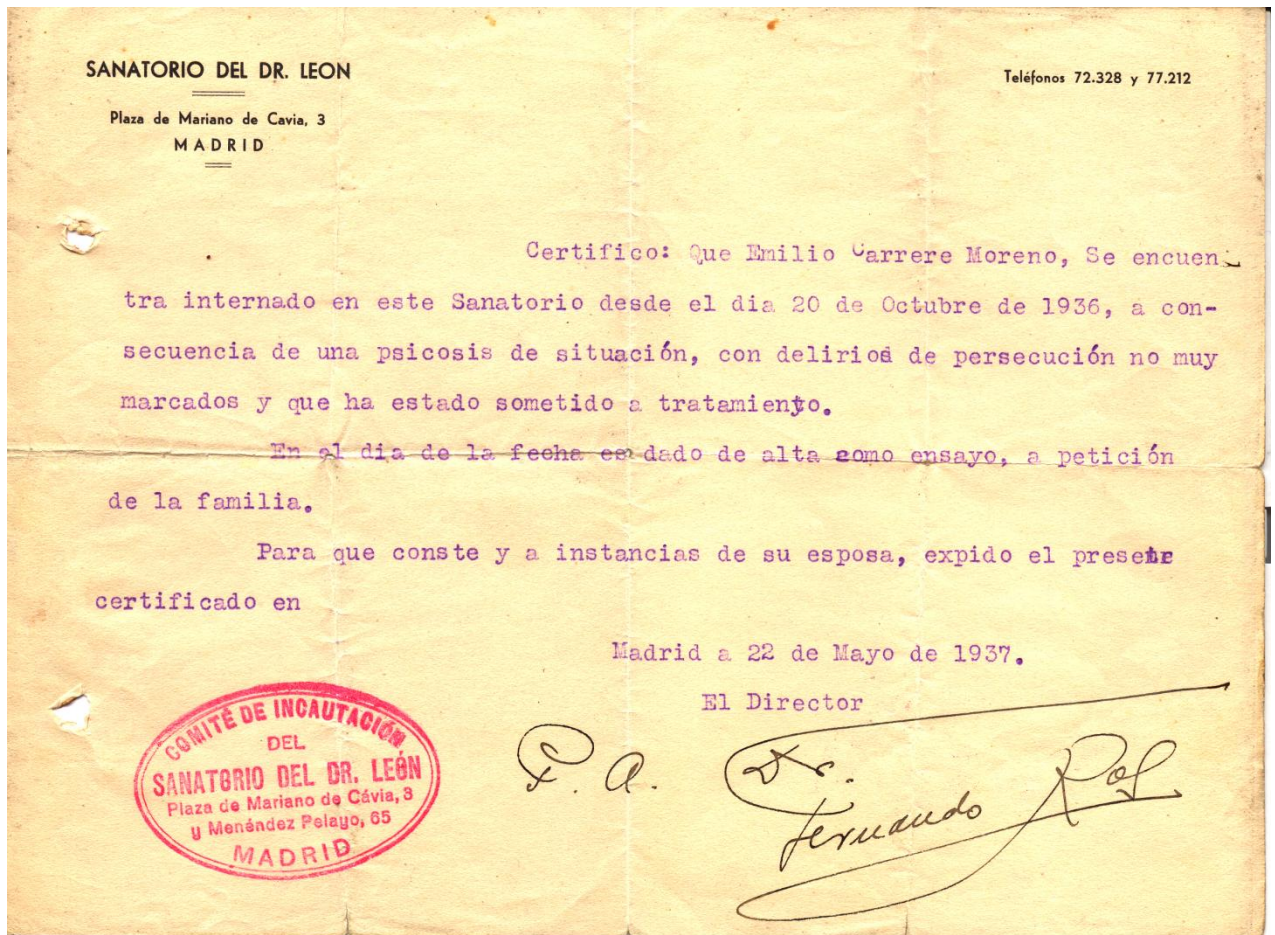 SANATORIO DEL DR. LEON
Teléfonos 72.328 y 77.212
Plaza de Mariano de Cavia, 3
MADRID
Certifico: Que Emilio Carrere Moreno, Se encuen-
tra internado en este Sanatorio desde el dia 20 de Octubre de 1936, a con-
secuencia de una psicosis de situación, con delirios de persecución no muy
marcados y que ha estado sometido a tratamiento.
En el dia de la fecha es dado de alta como ensayo, a petición
de la familia.
Para que conste y a instancias de su esposa, expido el presente
certificado en
Madrid a 22 de Mayo de 1937.
El Director
P. A. Dr.
Fernando
COMITÉ DE INCAUTACIÓN
DEL
SANATORIO DEL DR. LEÓN
Plaza de Mariano de Cávia, 3
y Menéndez Pelayo, 65
MADRID